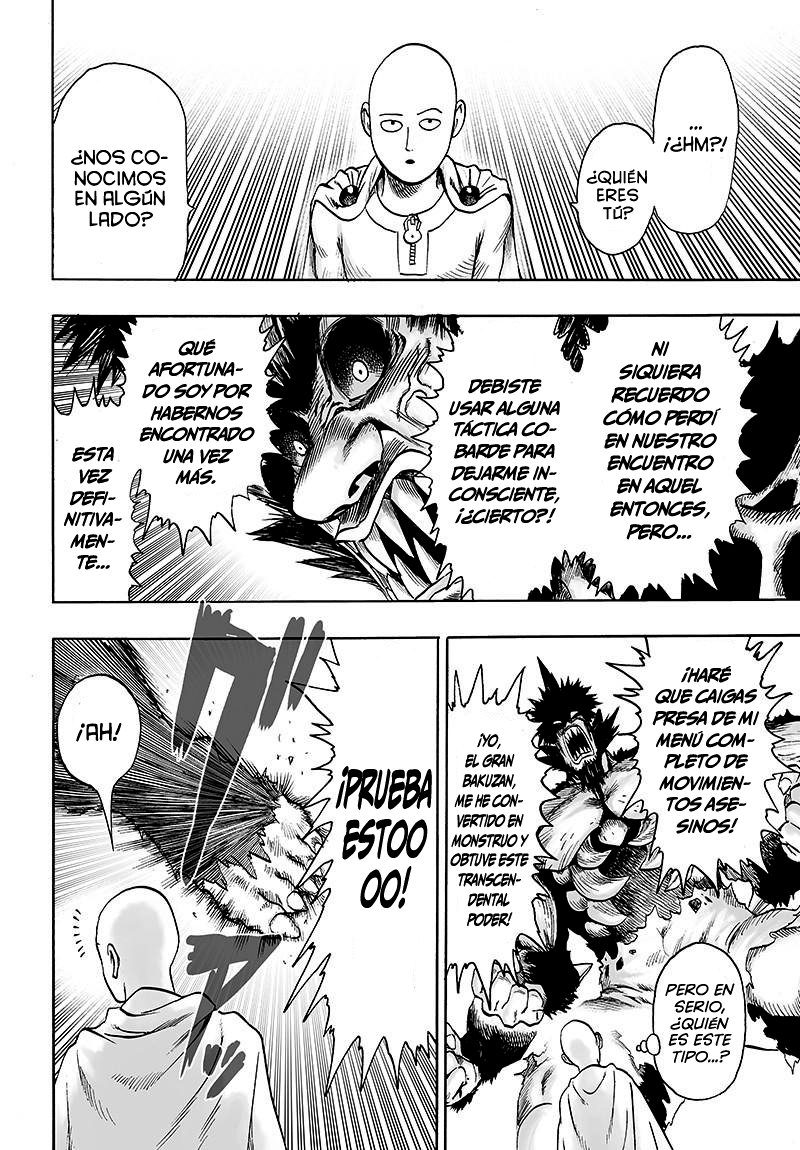 ...
¡¿HM?!
¿QUIÉN
ERES
TÚ?
¿NOS CO-
NOCIMOS
EN ALGÚN
LADO?
NI
SIQUIERA
RECUERDO
CÓMO PERDÍ
EN NUESTRO
ENCUENTRO
EN AQUEL
ENTONCES,
PERO...
DEBISTE
USAR ALGUNA
TÁCTICA CO-
BARDE PARA
DEJARME IN-
CONSCIENTE,
¡¿CIERTO?!
QUÉ
AFORTUNA-
DO SOY POR
HABERNOS
ENCONTRADO
UNA VEZ
MÁS.
ESTA
VEZ
DEFI-
NITIVA-
MENTE...
¡HARÉ
QUE CAIGAS
PRESA DE MI
MENÚ COM-
PLETO DE
MOVIMIEN-
TOS ASE-
SINOS!
¡YO,
EL GRAN
BAKUZAN,
ME HE CON-
VERTIDO EN
MONSTRUO Y
OBTUVE ESTE
TRANSCEN-
DENTAL
PODER!
PERO EN
SERIO,
¿QUIÉN
ES ESTE
TIPO...?
¡PRUEBA
ESTOO
OO!
¡AH!